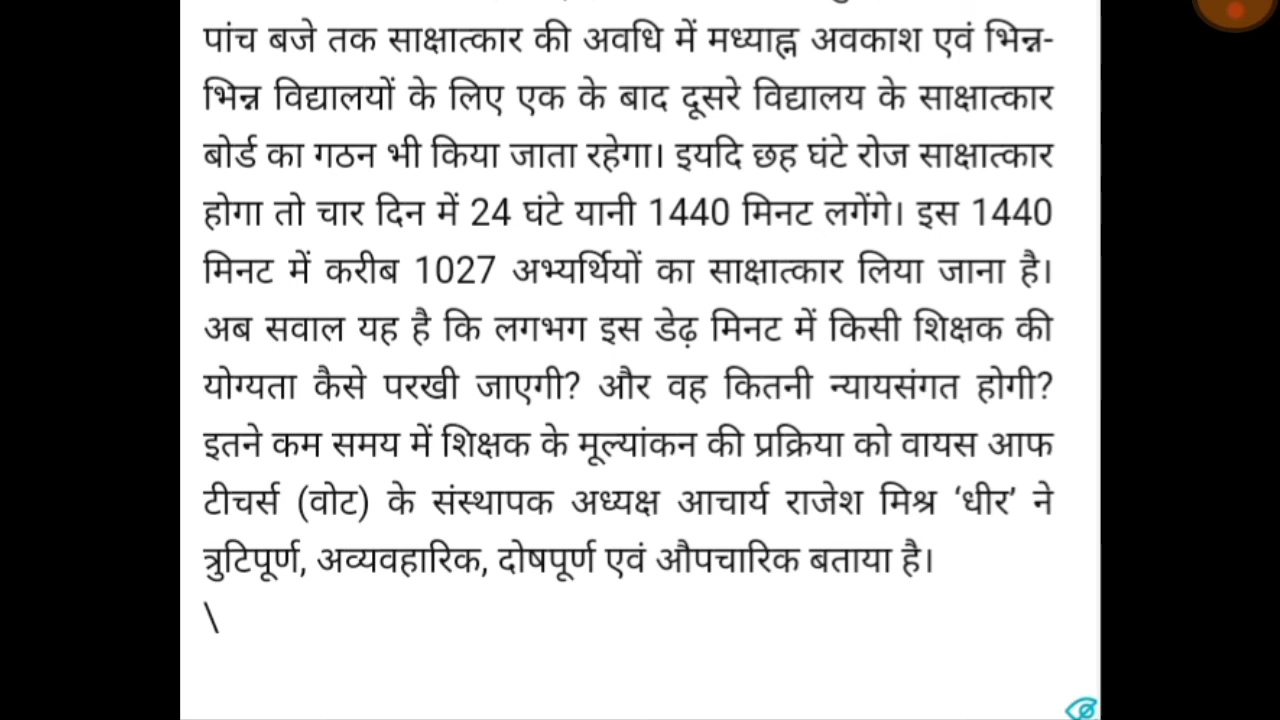 पांच बजे तक साक्षात्कार की अवधि में मध्याह्न अवकाश एवं भिन्न-
भिन्न विद्यालयों के लिए एक के बाद दूसरे विद्यालय के साक्षात्कार
बोर्ड का गठन भी किया जाता रहेगा। इयदि छह घंटे रोज साक्षात्कार
होगा तो चार दिन में 24 घंटे यानी 1440 मिनट लगेंगे। इस 1440
मिनट में करीब 1027 अभ्यर्थियों का साक्षात्कार लिया जाना है।
अब सवाल यह है कि लगभग इस डेढ़ मिनट में किसी शिक्षक की
योग्यता कैसे परखी जाएगी? और वह कितनी न्यायसंगत होगी?
इतने कम समय में शिक्षक के मूल्यांकन की प्रक्रिया को वायस आफ
टीचर्स (वोट) के संस्थापक अध्यक्ष आचार्य राजेश मिश्र ‘धीर’ ने
त्रुटिपूर्ण, अव्यवहारिक, दोषपूर्ण एवं औपचारिक बताया है।
\